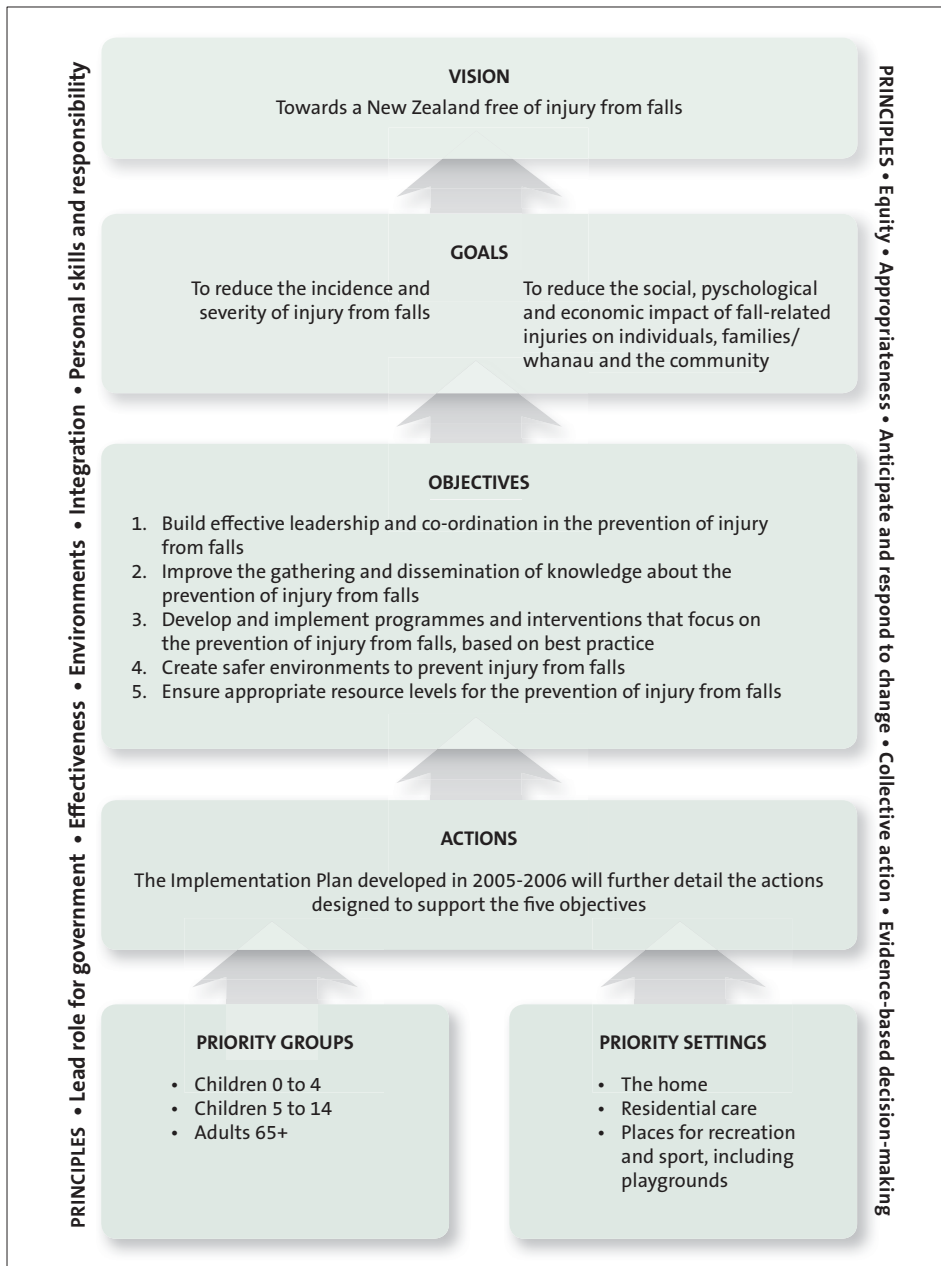 VISION
Towards a New Zealand free of injury from falls
GOALS
To reduce the incidence and
severity of injury from falls
To reduce the social, pyschological
and economic impact of fall-related
injuries on individuals, families/
whanau and the community
OBJECTIVES
1. Build effective leadership and co-ordination in the prevention of injury
from falls
2. Improve the gathering and dissemination of knowledge about the
prevention of injury from falls
3. Develop and implement programmes and interventions that focus on
the prevention of injury from falls, based on best practice
4. Create safer environments to prevent injury from falls
5. Ensure appropriate resource levels for the prevention of injury from falls
ACTIONS
The Implementation Plan developed in 2005-2006 will further detail the actions
designed to support the five objectives
PRIORITY GROUPS
• Children 0 to 4
• Children 5 to 14
• Adults 65+
PRIORITY SETTINGS
• The home
• Residential care
• Places for recreation
and sport, including
playgrounds
PRINCIPLES • Lead role for government • Effectiveness • Environments • Integration • Personal skills and responsibility
PRINCIPLES • Equity • Appropriateness • Anticipate and respond to change • Collective action • Evidence-based decision-making